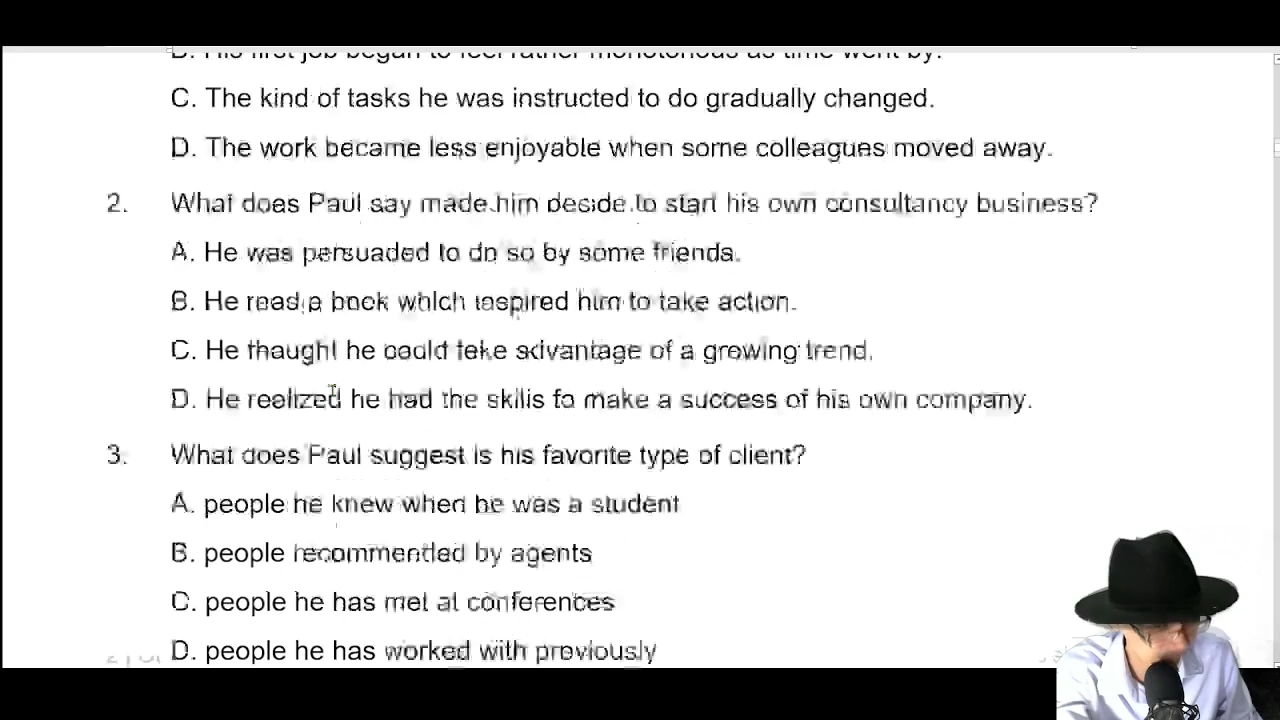 B. His first job began to feel rather monotonous as time went by.
C. The kind of tasks he was instructed to do gradually changed.
D. The work became less enjoyable when some colleagues moved away.
2. What does Paul say made him decide to start his own consultancy business?
A. He was persuaded to do so by some friends.
B. He read a book which inspired him to take action.
C. He thought he could take advantage of a growing trend.
D. He realized he had the skills to make a success of his own company.
3. What does Paul suggest is his favorite type of client?
A. people he knew when he was a student
B. people recommended by agents
C. people he has met at conferences
D. people he has worked with previously